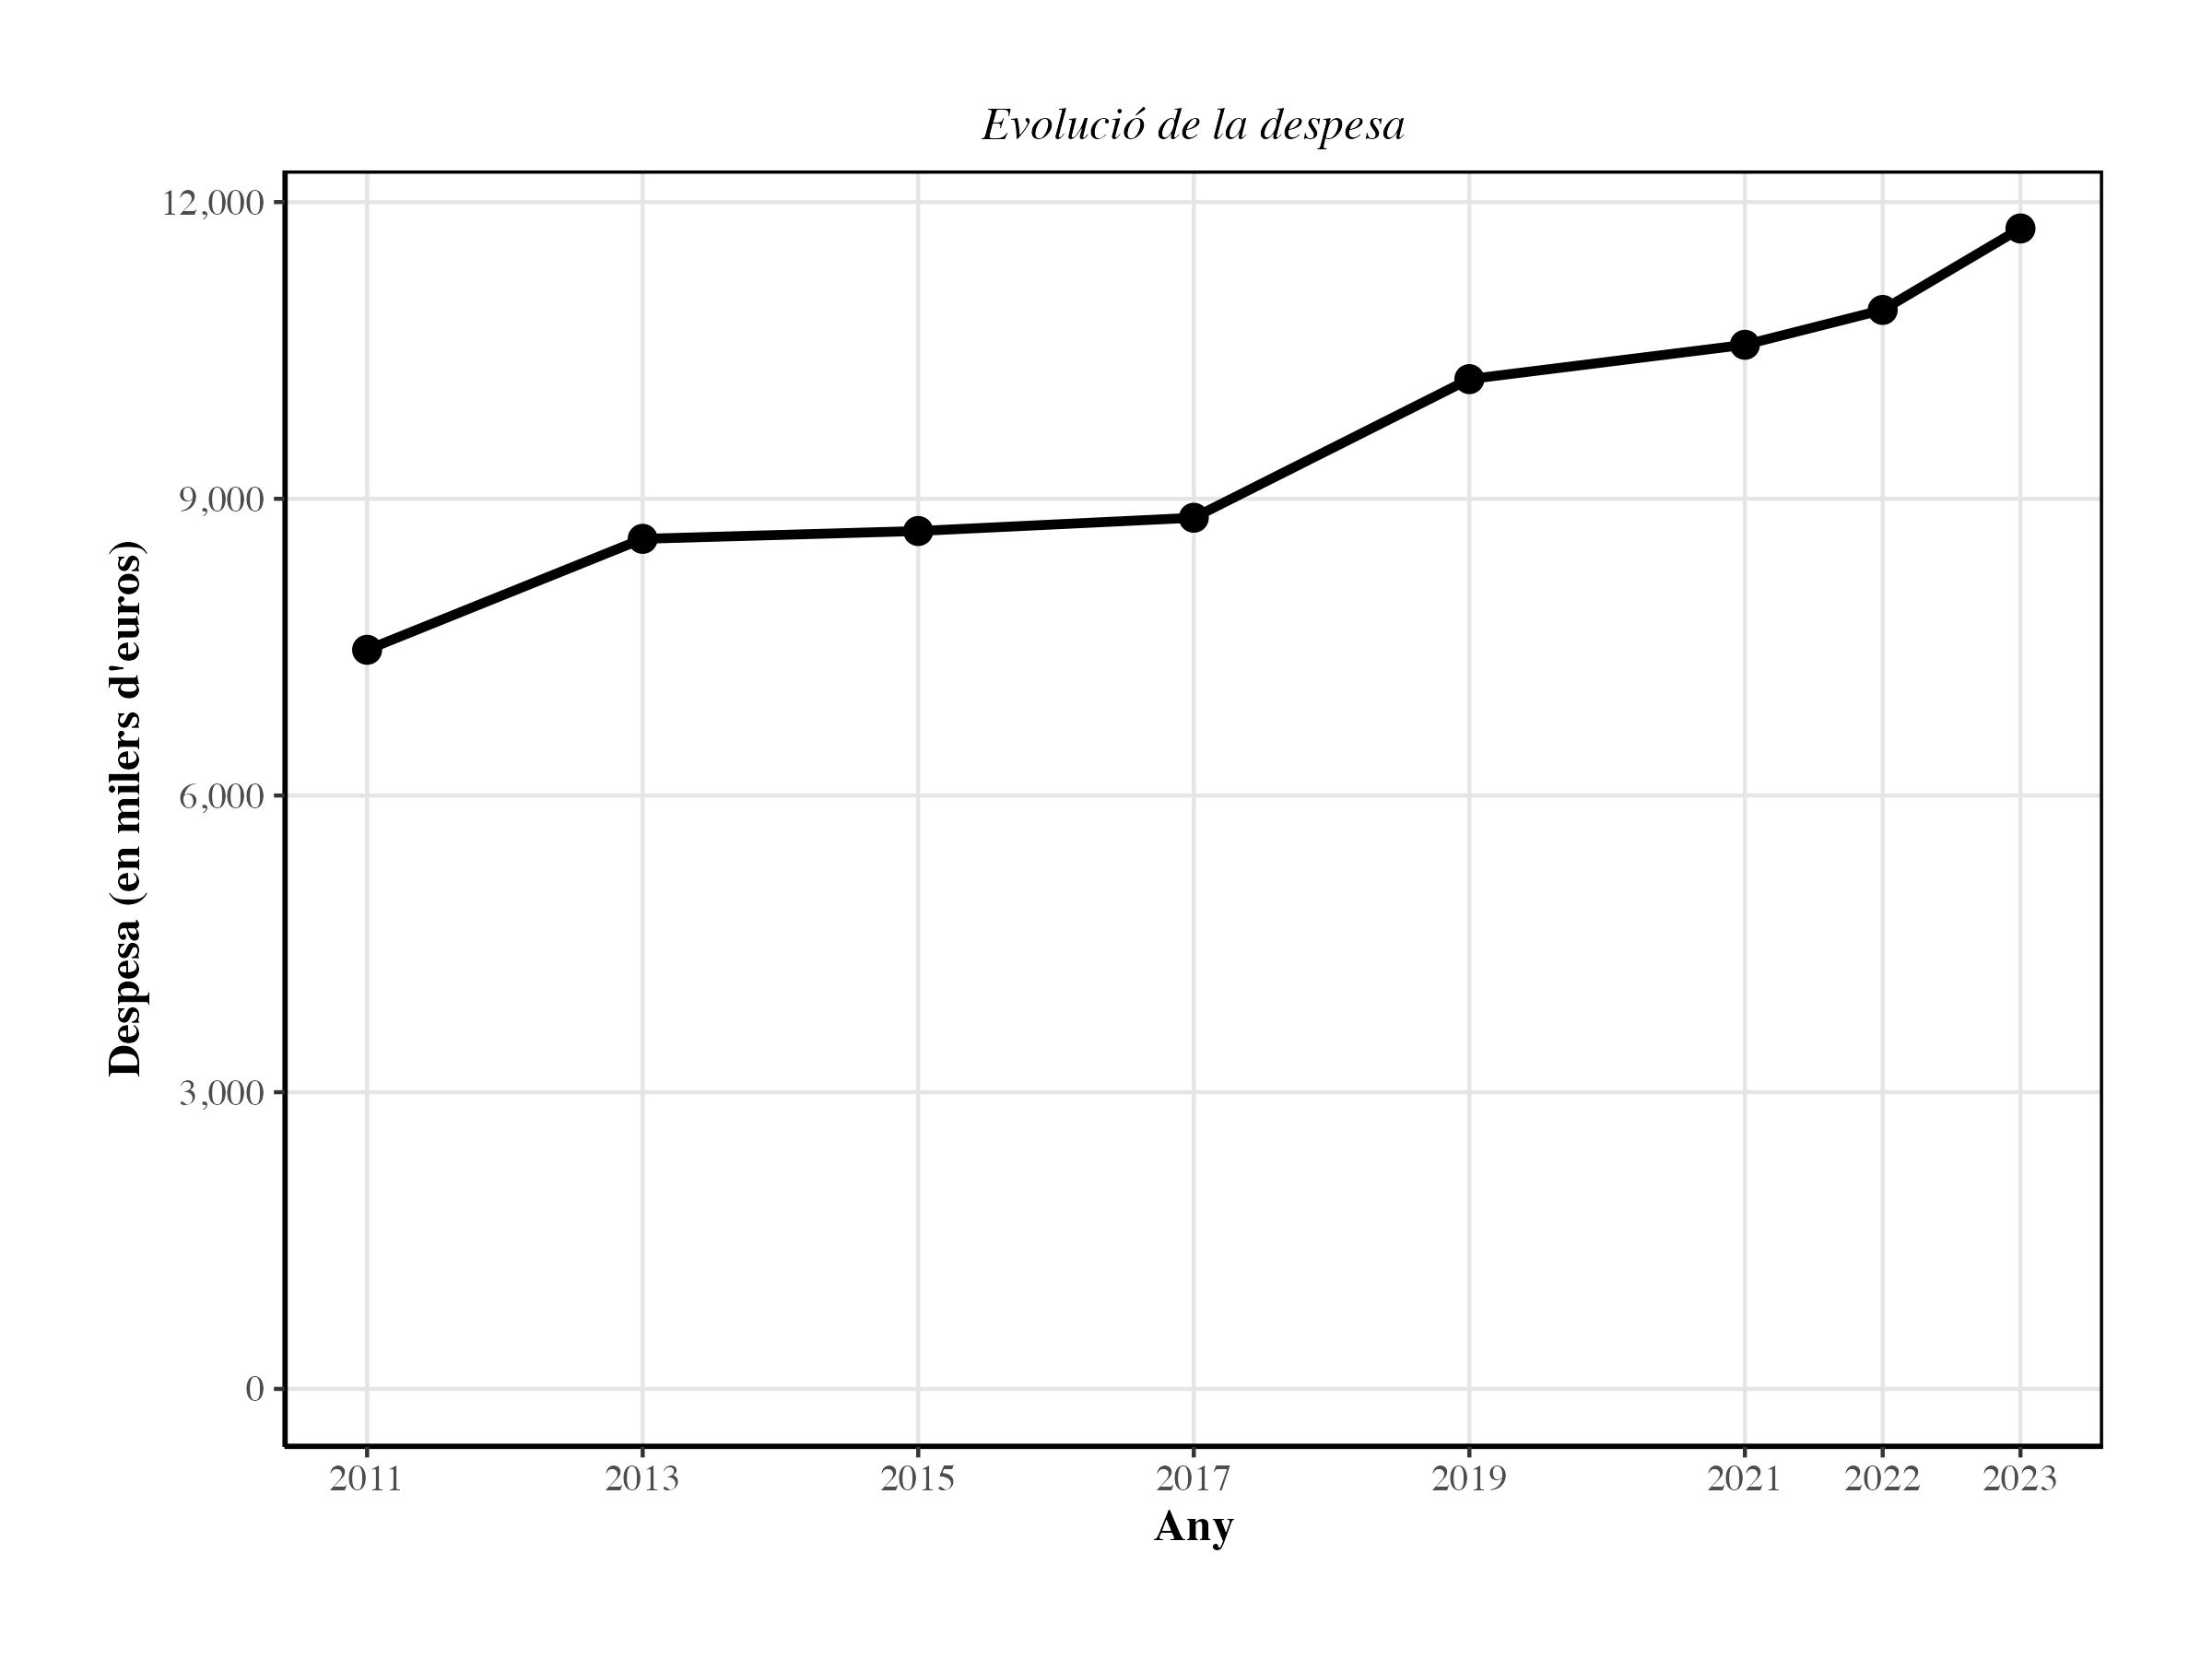 Evolució de la despesa
12,000
9,000
6,000
3,000
0
Despesa (en milers d'euros)
2011 2013 2015 2017 2019 2021 2022 2023
Any